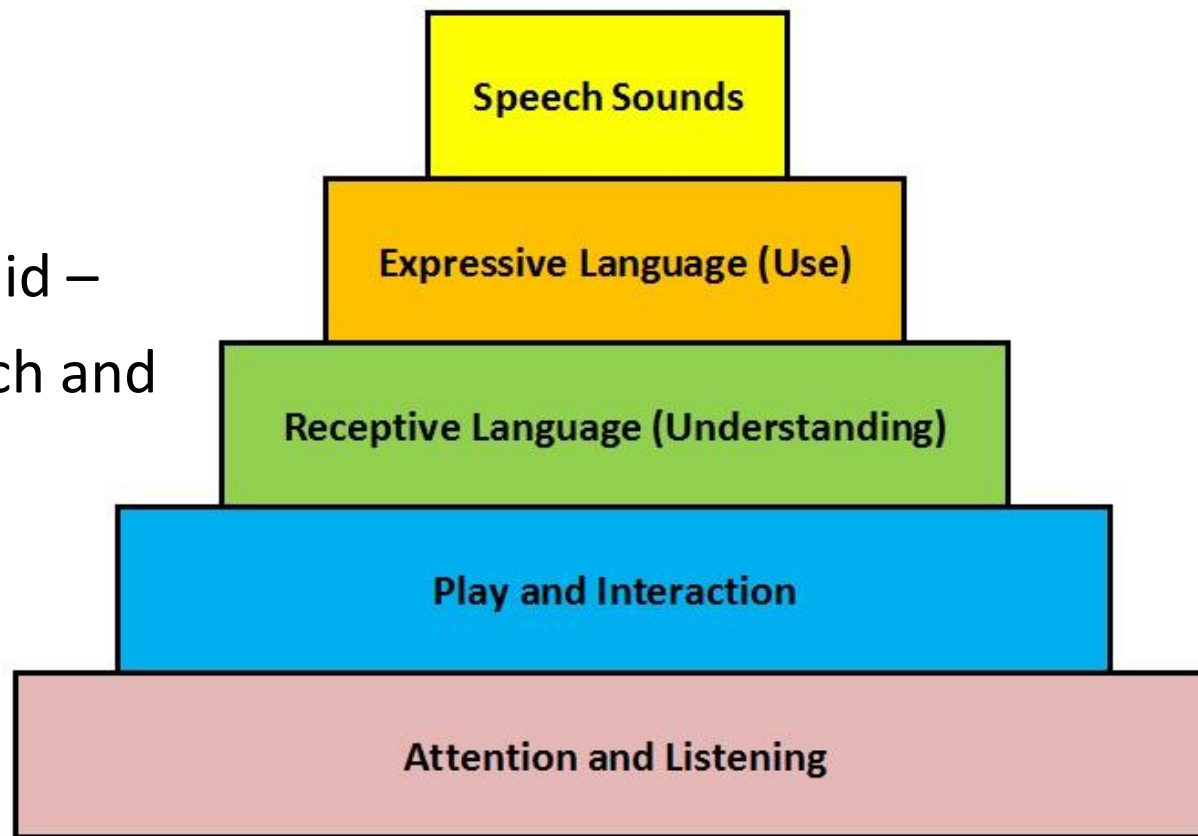 Speech Sounds
Expressive Language (Use)
id –
ch and
Receptive Language (Understanding)
Play and Interaction
Attention and Listening